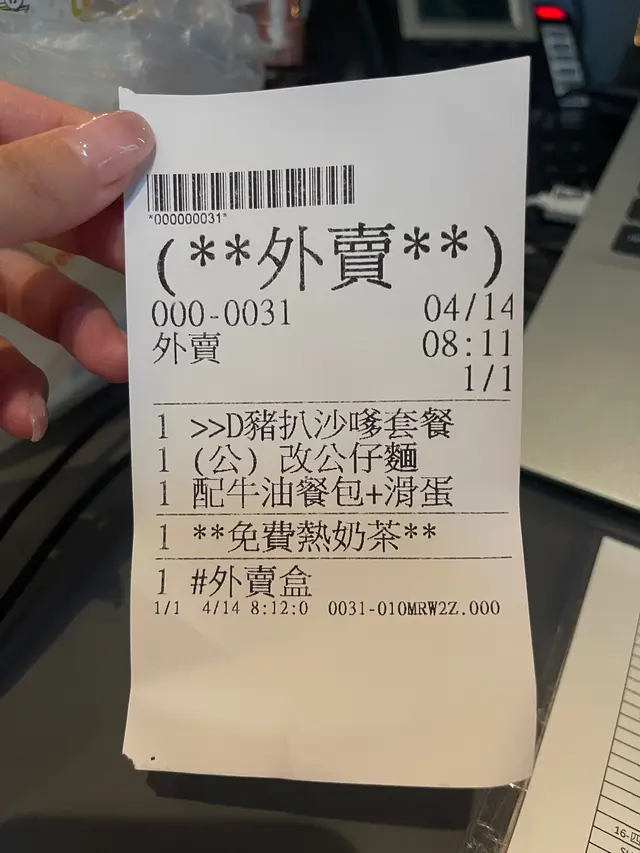 *000000031*
(**外賣**)
000-0031 04/14
外賣 08:11
1/1
1 >>D豬扒沙嗲套餐
1 (公) 改公仔麵
1 配牛油餐包+滑蛋
1 **免費熱奶茶**
1 #外賣盒
1/1 4/14 8:12:0 0031-010MRW2Z.000